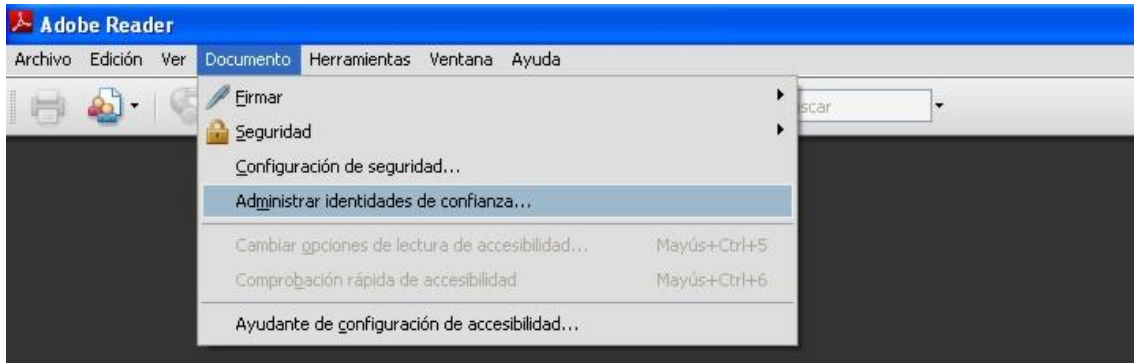 Adobe Reader
Archivo Edición Ver Documento Herramientas Ventana Ayuda
Firmar
scar
Seguridad
Configuración de seguridad...
Administrar identidades de confianza...
Cambiar opciones de lectura de accesibilidad... Mayús+Ctrl+5
Comprobación rápida de accesibilidad Mayús+Ctrl+6
Ayudante de configuración de accesibilidad...